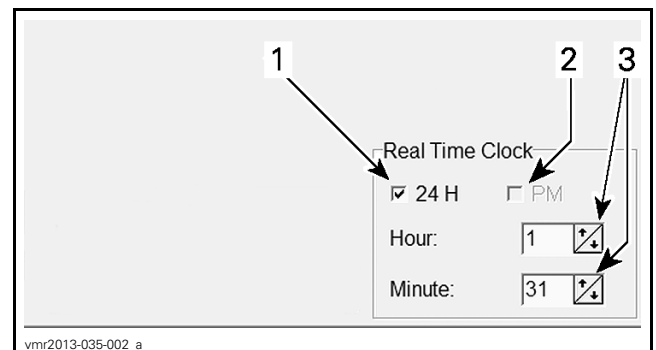 1
2
3
Real Time Clock
24 H
PM
Hour:
1
Minute:
31
vmr2013-035-002_a